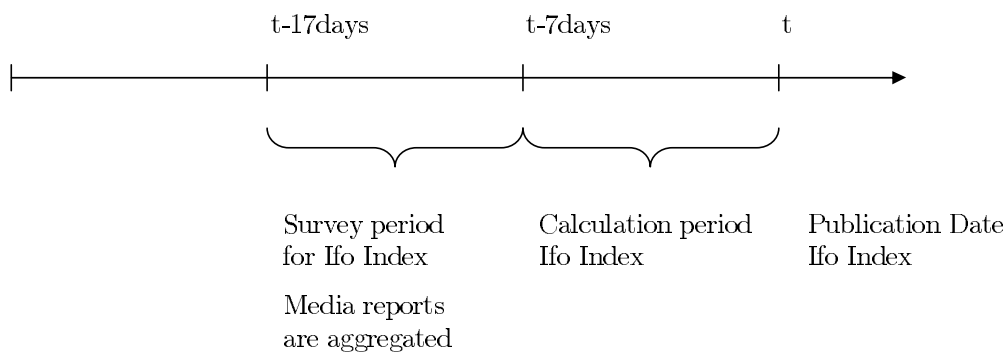 t-17days
t-7days
t
Survey period
for Ifo Index
Media reports
are aggregated
Calculation period
Ifo Index
Publication Date
Ifo Index